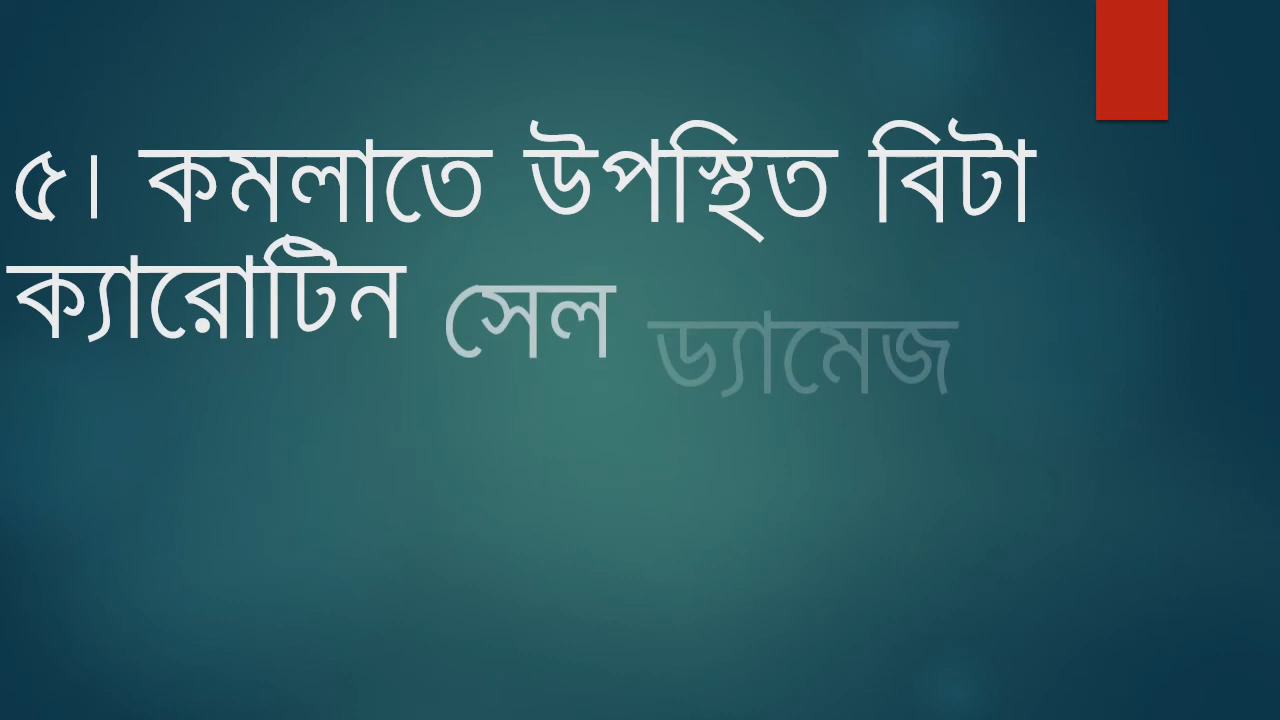 ৫। কমলাতে উপস্থিত বিটা
ক্যারোটিন সেল ড্যামেজ